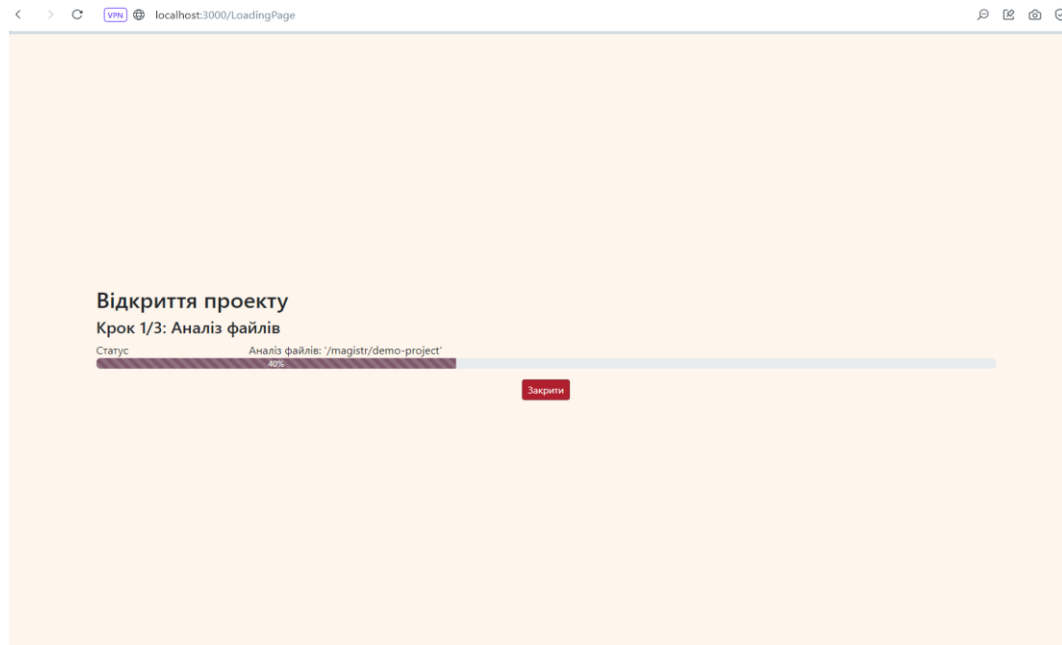 VPN localhost:3000/LoadingPage
Відкриття проекту
Крок 1/3: Аналіз файлів
Статус Аналіз файлів: '/magistr/demo-project'
40%
Закрити